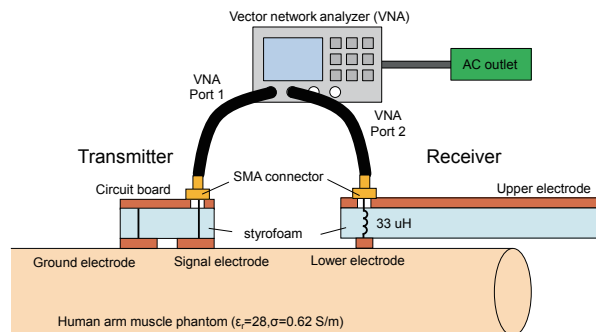 Vector network analyzer (VNA)
AC outlet
VNA
Port 1
VNA
Port 2
Transmitter
Receiver
Circuit board
SMA connector
Upper electrode
styrofoam
33 uH
Ground electrode
Signal electrode
Lower electrode
Human arm muscle phantom (εr=28,σ=0.62 S/m)